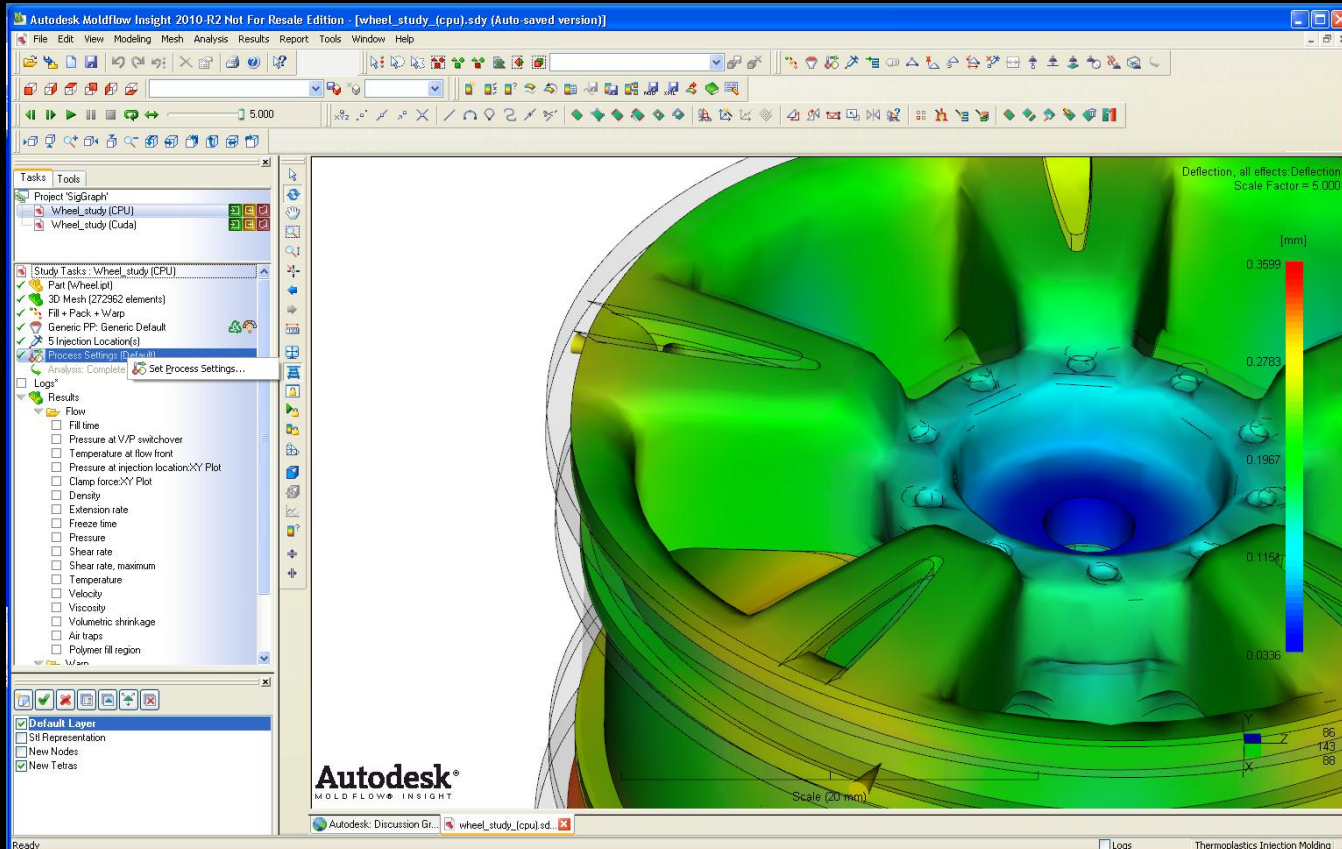 Autodesk Moldflow Insight 2010-R2 Not For Resale Edition - [wheel_study_(cpu).sdy (Auto-saved version)]
File Edit View Modeling Mesh Analysis Results Report Tools Window Help
5.000
Tasks Tools
Project 'SigGraph'
Wheel_study (CPU)
Wheel_study (Cuda)
Study Tasks : Wheel_study (CPU)
Part (Wheel.ipt)
3D Mesh (272962 elements)
Fill + Pack + Warp
Generic PP: Generic Default
5 Injection Location(s)
Process Settings (Default)
Analysis: Complete
Set Process Settings...
Logs*
Results
Flow
Fill time
Pressure at V/P switchover
Temperature at flow front
Pressure at injection location:XY Plot
Clamp force:XY Plot
Density
Extension rate
Freeze time
Pressure
Shear rate
Shear rate, maximum
Temperature
Velocity
Viscosity
Volumetric shrinkage
Air traps
Polymer fill region
Warp
Default Layer
Stl Representation
New Nodes
New Tetras
Deflection, all effects:Deflection
Scale Factor = 5.000
[mm]
0.3599
0.2783
0.1967
0.1151
0.0336
Y
Z
X
86
143
88
Scale (20 mm)
Autodesk®
MOLDFLOW® INSIGHT
Autodesk: Discussion Gr... wheel_study_(cpu).sd...
Ready Logs Thermoplastics Injection Molding